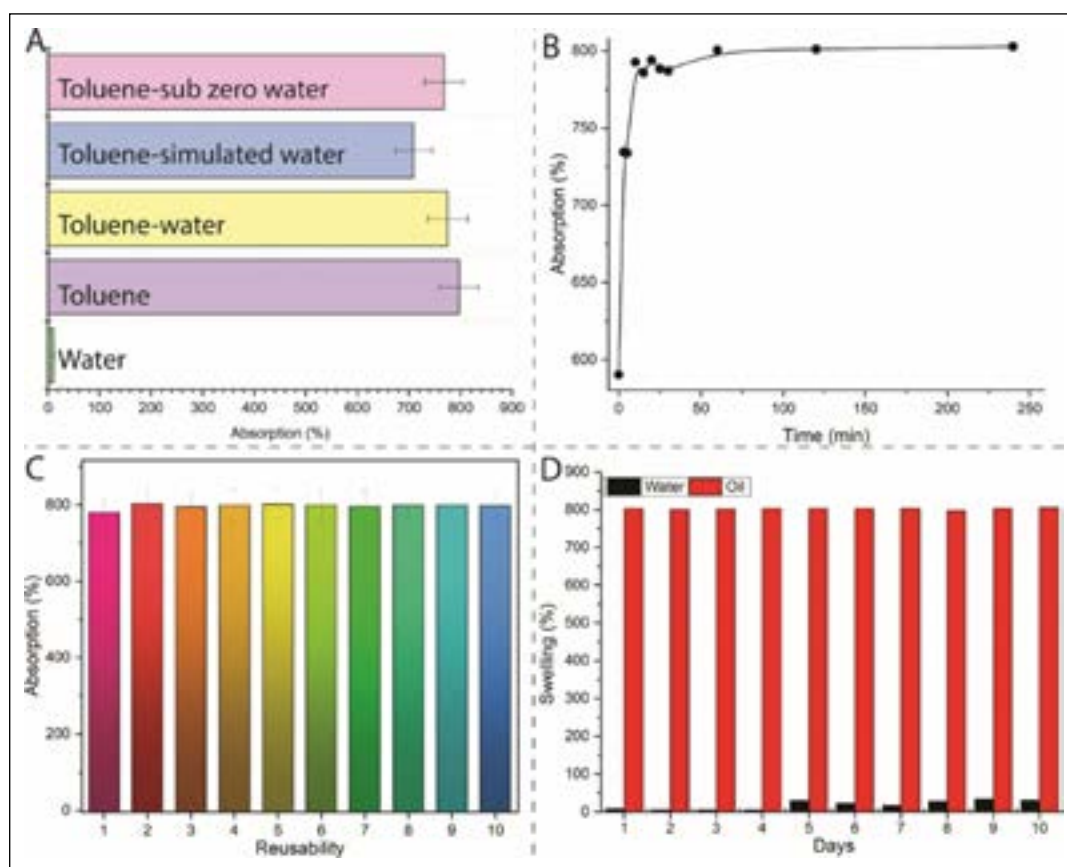 A
Toluene-sub zero water
Toluene-simulated water
Toluene-water
Toluene
Water
0 100 200 300 400 500 600 700 800 900
Absorption (%)
B
800
750
700
650
600
Absorption (%)
0 50 100 150 200 250
Time (min)
C
800
600
400
200
0
Absorption (%)
1 2 3 4 5 6 7 8 9 10
Reusability
D
Water Oil
900
800
700
600
500
400
300
200
100
0
Swelling (%)
1 2 3 4 5 6 7 8 9 10
Days